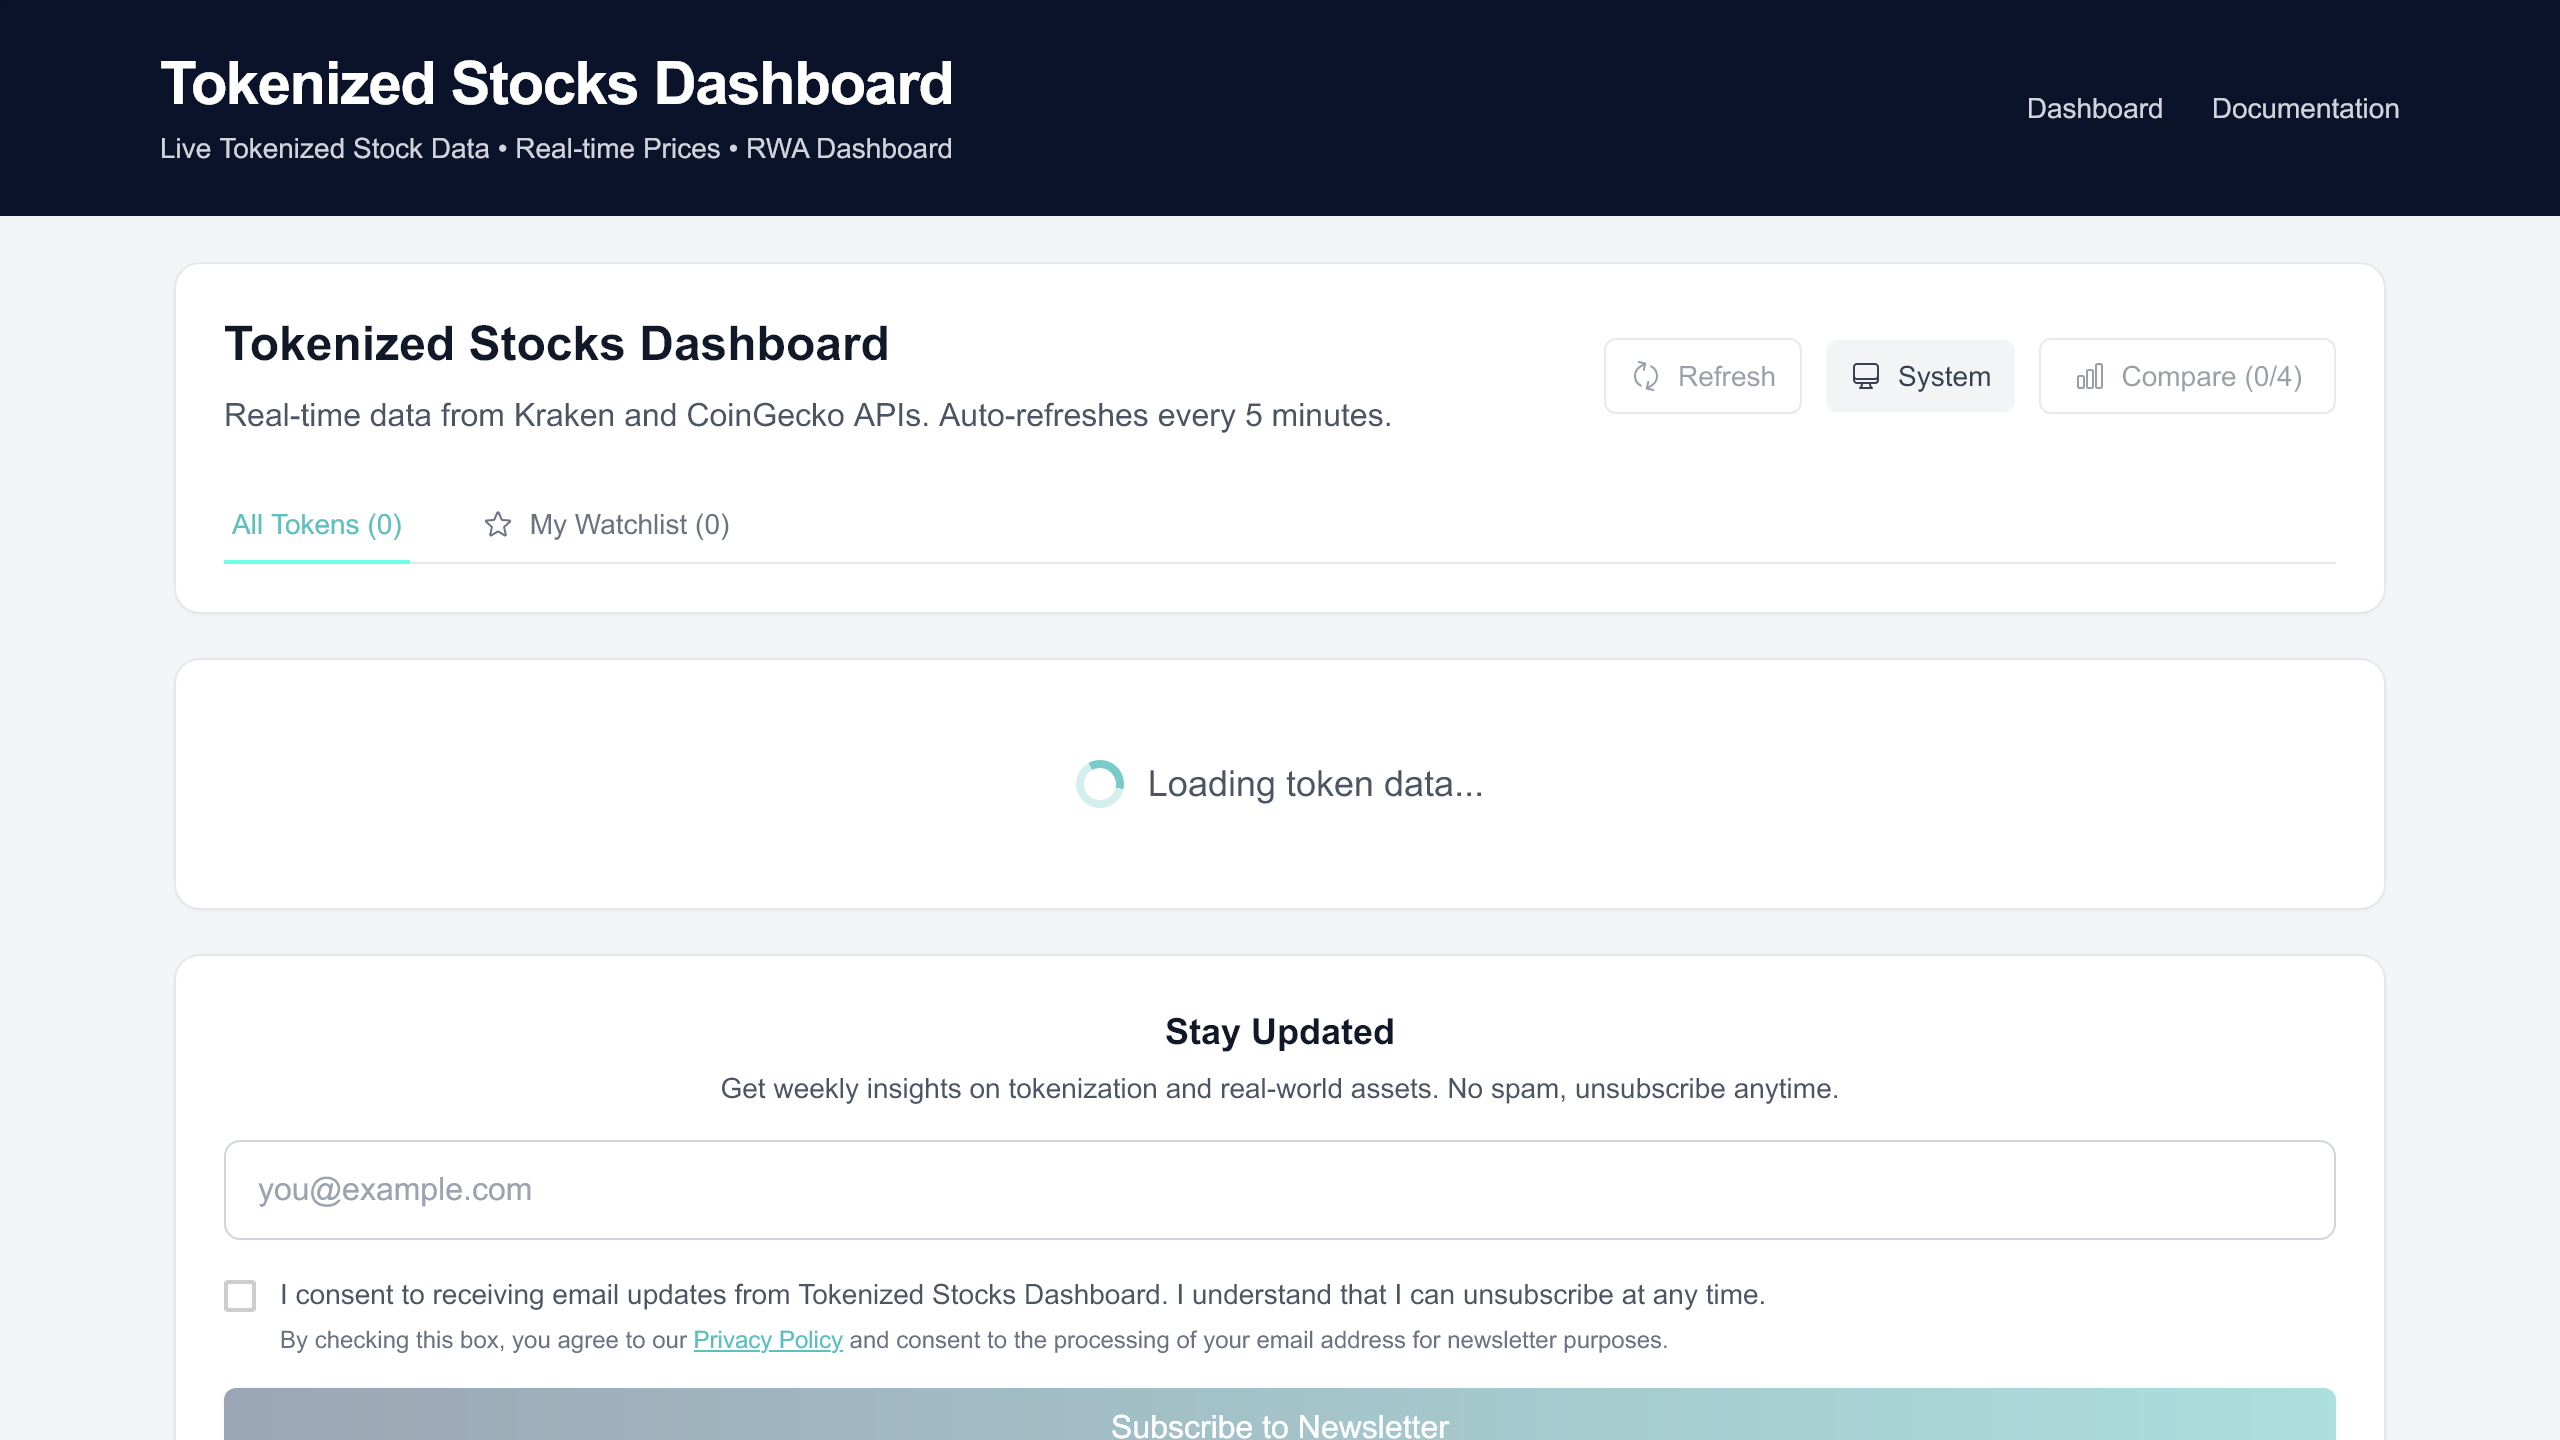 Tokenized Stocks Dashboard
Live Tokenized Stock Data • Real-time Prices • RWA Dashboard
Dashboard
Documentation
Tokenized Stocks Dashboard
Real-time data from Kraken and CoinGecko APIs. Auto-refreshes every 5 minutes.
Refresh
System
Compare (0/4)
All Tokens (0)
My Watchlist (0)
Loading token data...
Stay Updated
Get weekly insights on tokenization and real-world assets. No spam, unsubscribe anytime.
you@example.com
I consent to receiving email updates from Tokenized Stocks Dashboard. I understand that I can unsubscribe at any time.
By checking this box, you agree to our Privacy Policy and consent to the processing of your email address for newsletter purposes.
Subscribe to Newsletter